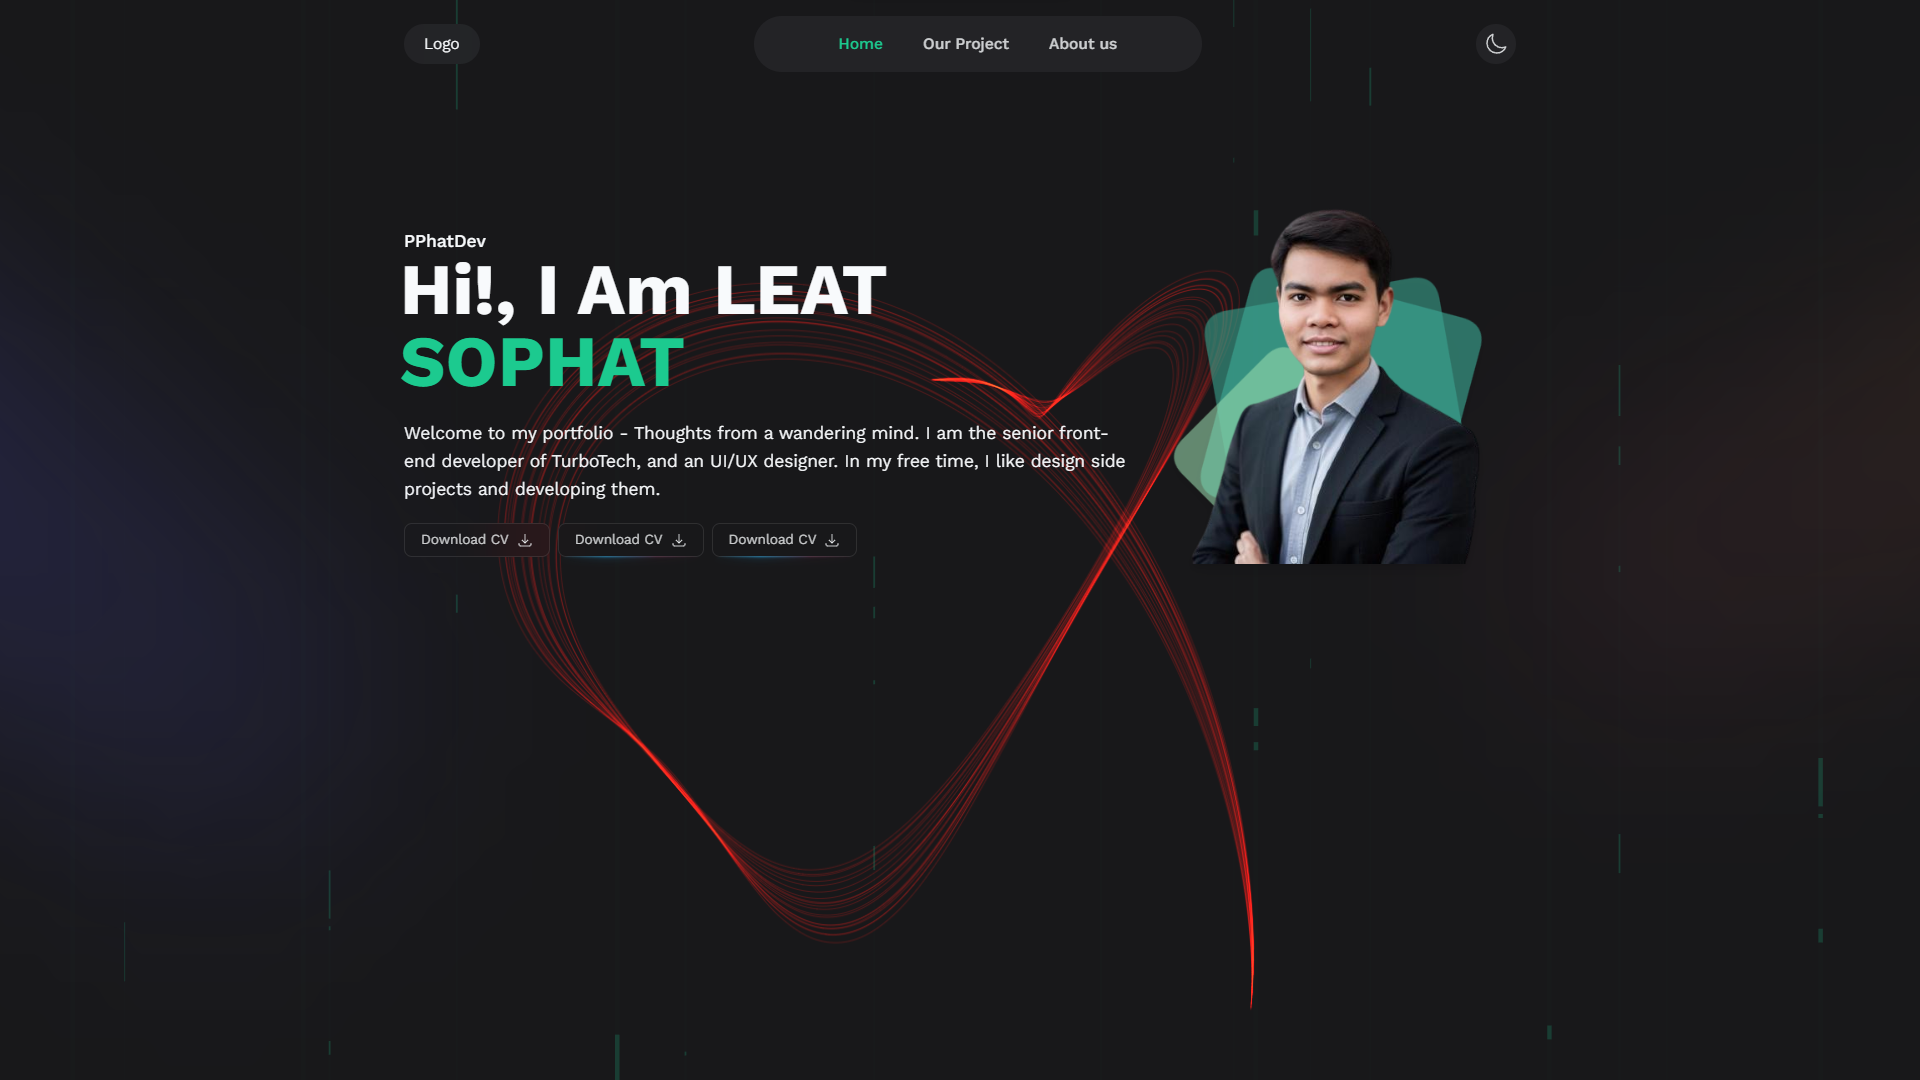 Logo
Home
Our Project
About us
PPhatDev
Hi!, I Am LEAT
SOPHAT
Welcome to my portfolio - Thoughts from a wandering mind. I am the senior front-
end developer of TurboTech, and an UI/UX designer. In my free time, I like design side
projects and developing them.
Download CV
Download CV
Download CV